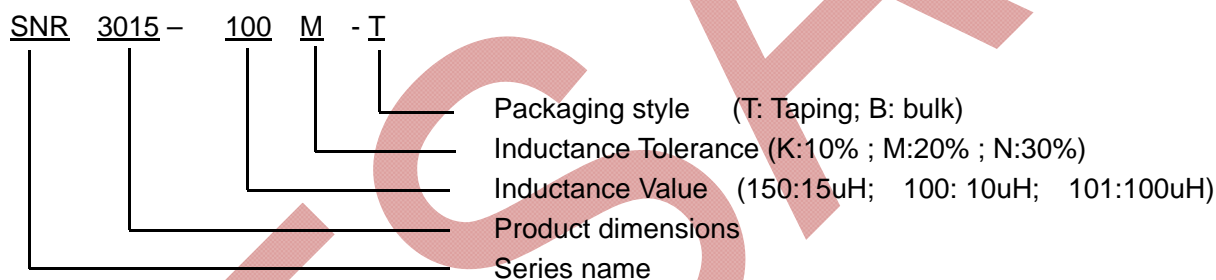 SNR 3015 – 100 M - T
Packaging style (T: Taping; B: bulk)
Inductance Tolerance (K:10% ; M:20% ; N:30%)
Inductance Value (150:15uH; 100: 10uH; 101:100uH)
Product dimensions
Series name